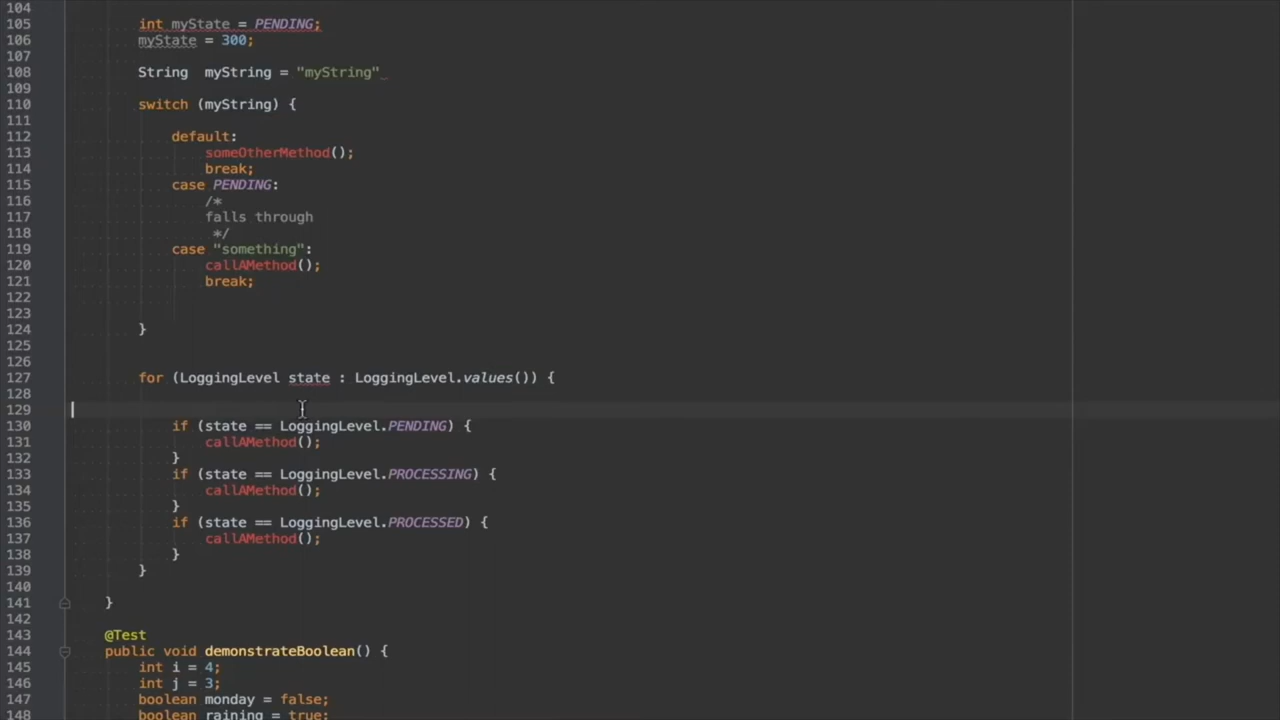 104
105 int myState = PENDING;
106 myState = 300;
107
108 String  myString = "myString"
109
110 switch (myString) {
111
112 default:
113 someOtherMethod();
114 break;
115 case PENDING:
116 /*
117 falls through
118 */
119 case "something":
120 callAMethod();
121 break;
122
123
124 }
125
126
127 for (LoggingLevel state : LoggingLevel.values()) {
128
129
130 if (state == LoggingLevel.PENDING) {
131 callAMethod();
132 }
133 if (state == LoggingLevel.PROCESSING) {
134 callAMethod();
135 }
136 if (state == LoggingLevel.PROCESSED) {
137 callAMethod();
138 }
139 }
140
141 }
142
143 @Test
144 public void demonstrateBoolean() {
145 int i = 4;
146 int j = 3;
147 boolean monday = false;
148 boolean raining = true;